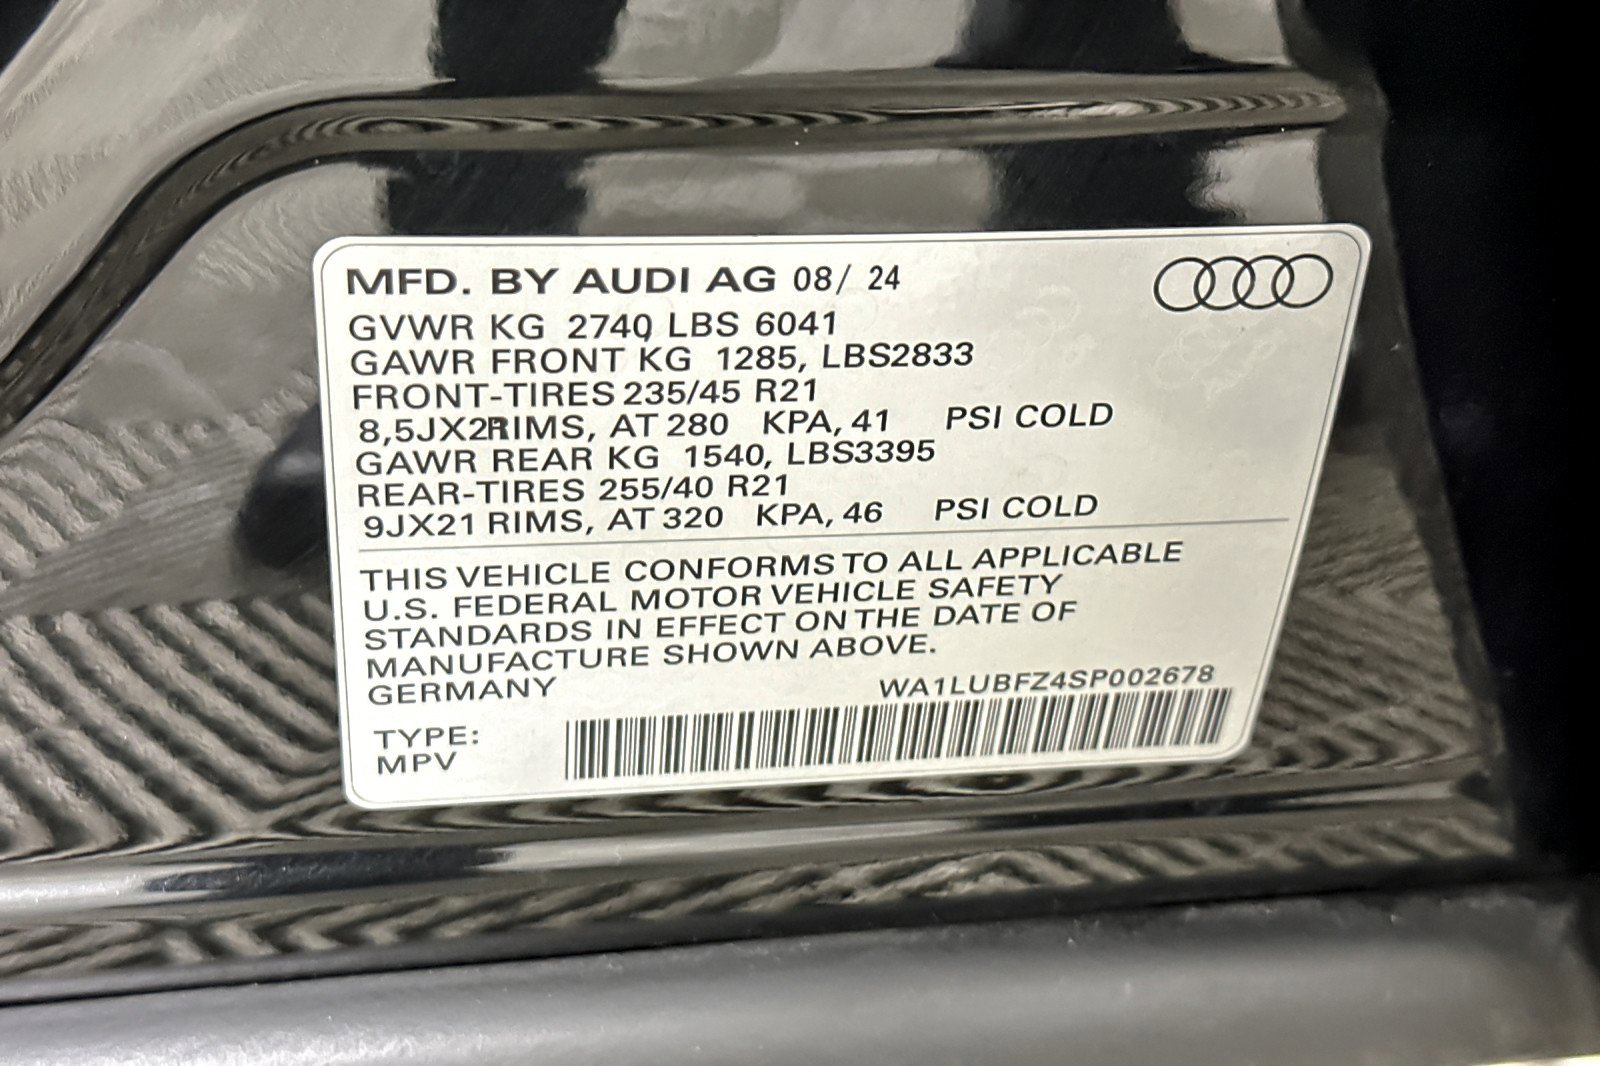 MFD. BY AUDI AG 08/ 24
GVWR KG 2740, LBS 6041
GAWR FRONT KG 1285, LBS2833
FRONT-TIRES 235/45 R21
8,5JX2RIMS, AT 280 KPA, 41 PSI COLD
GAWR REAR KG 1540, LBS3395
REAR-TIRES 255/40 R21
9JX21 RIMS, AT 320 KPA, 46 PSI COLD
THIS VEHICLE CONFORMS TO ALL APPLICABLE
U.S. FEDERAL MOTOR VEHICLE SAFETY
STANDARDS IN EFFECT ON THE DATE OF
MANUFACTURE SHOWN ABOVE.
GERMANY WA1LUBFZ4SP002678
TYPE:
MPV